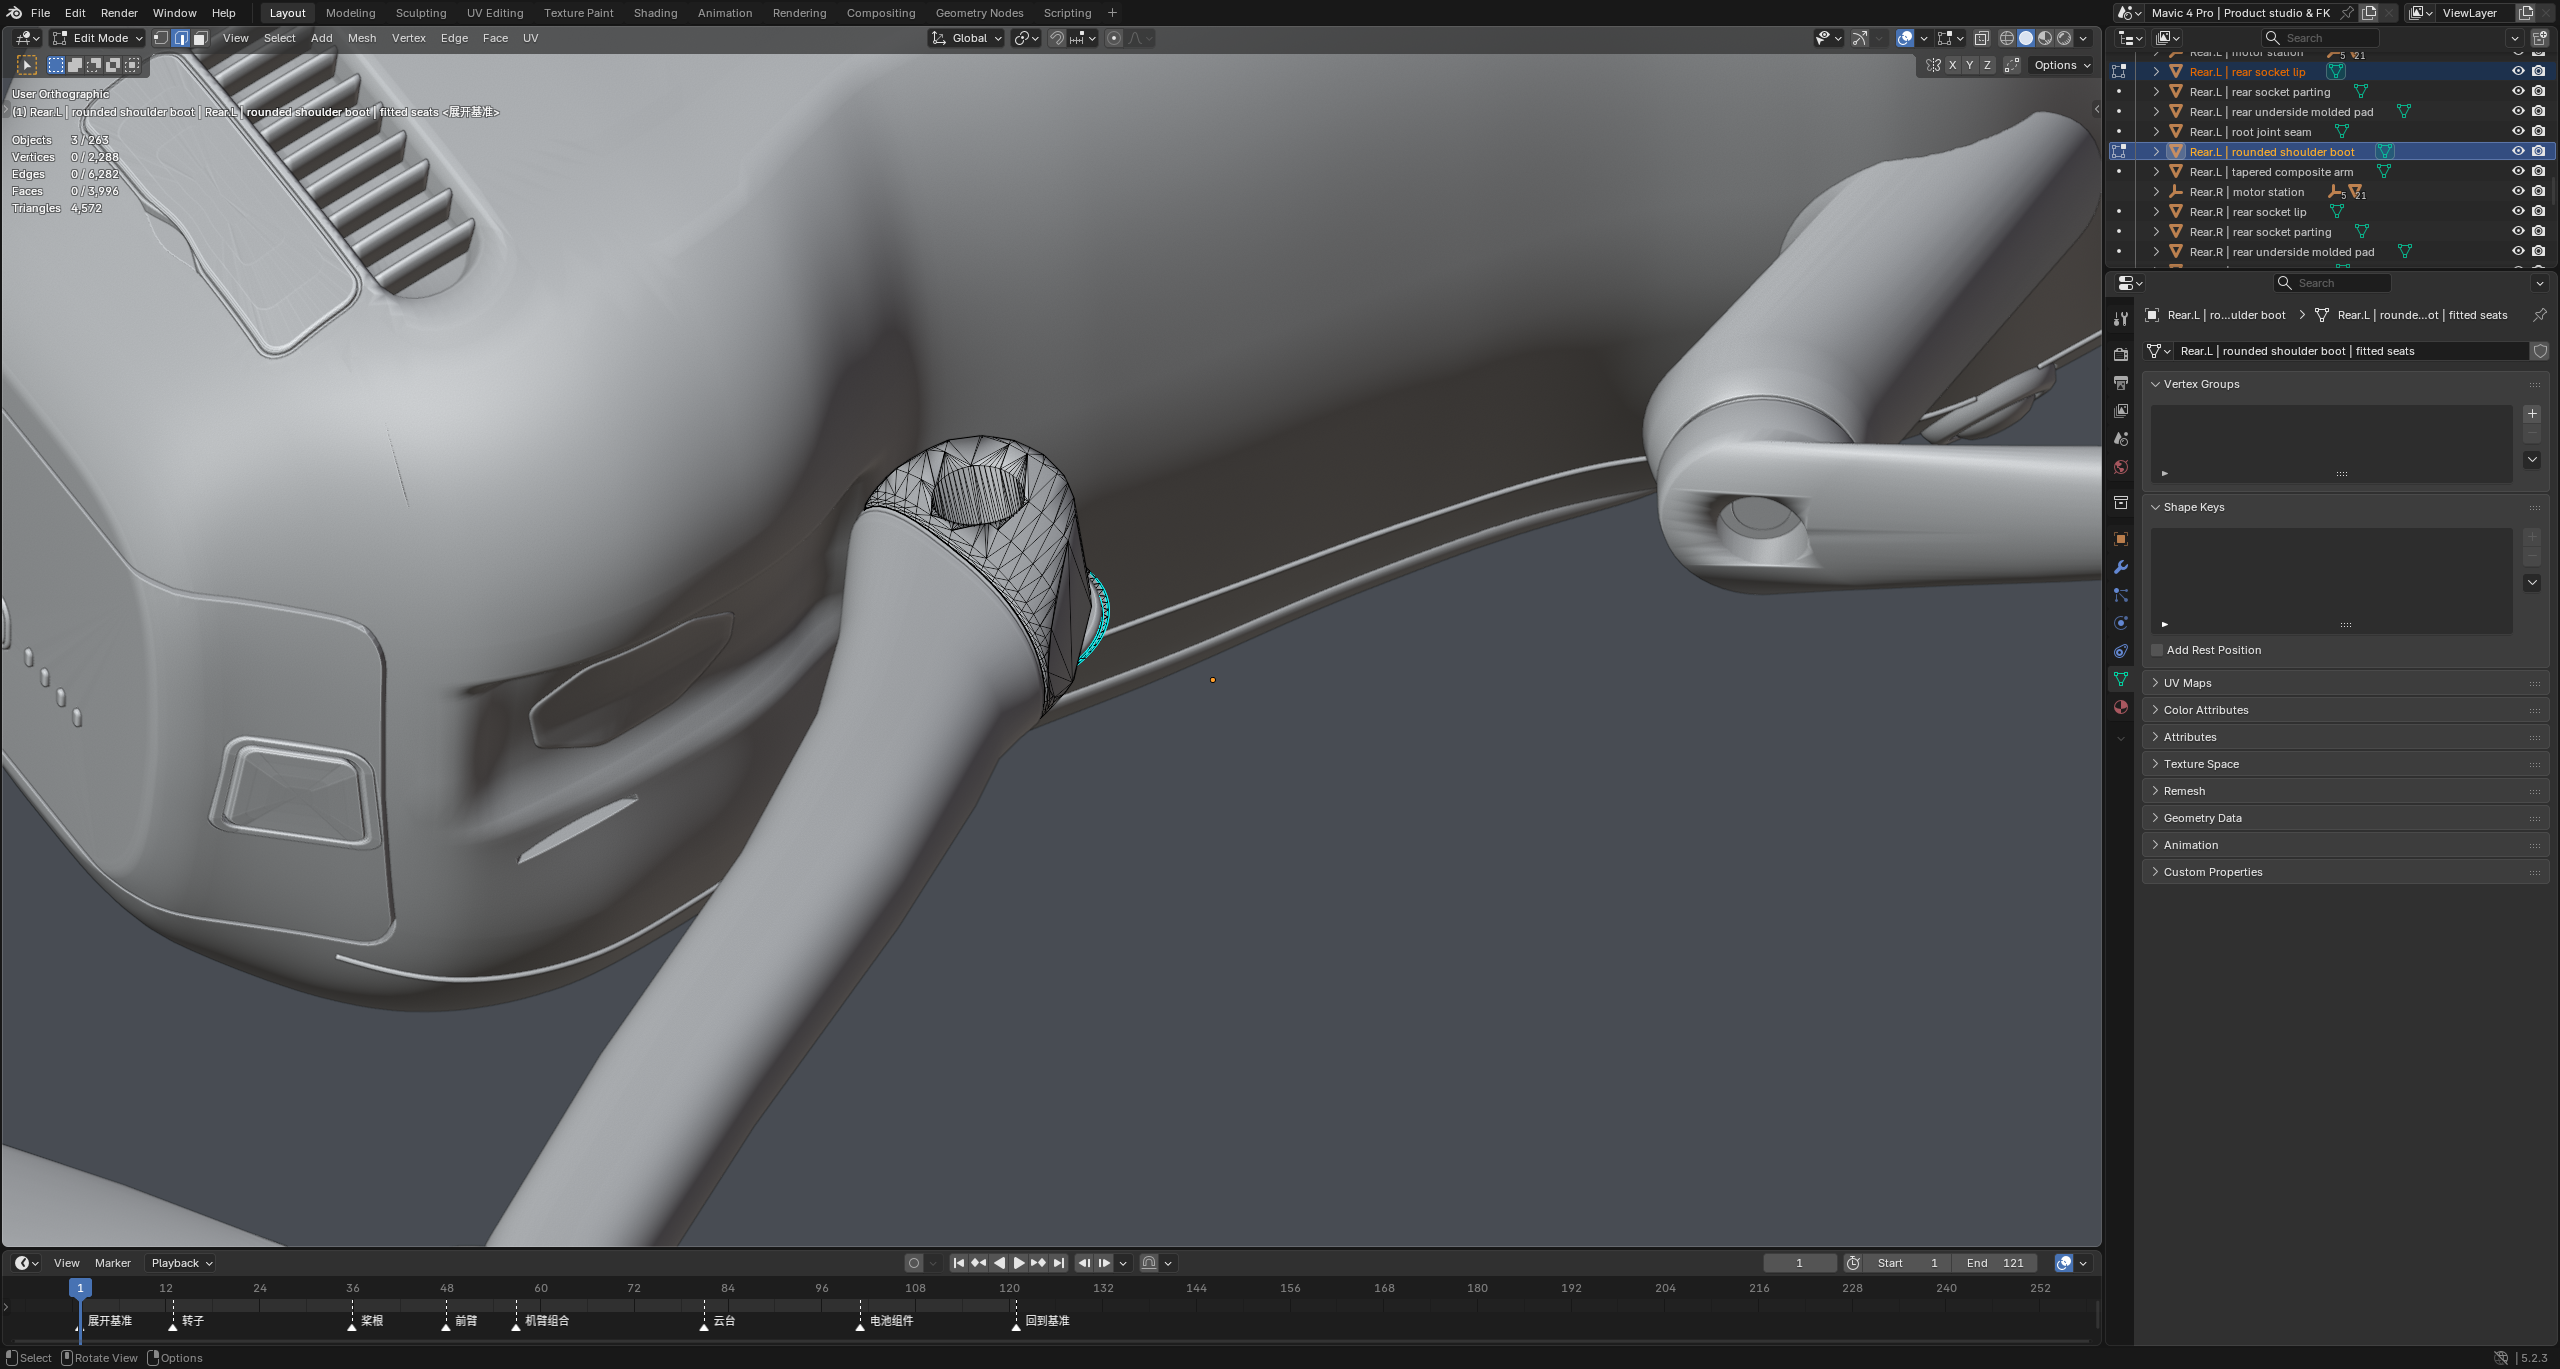 File Edit Render Window Help Layout Modeling Sculpting UV Editing Texture Paint Shading Animation Rendering Compositing Geometry Nodes Scripting + Mavic 4 Pro | Product studio & FK ViewLayer
Edit Mode View Select Add Mesh Vertex Edge Face UV Global Search
X Y Z Options
User Orthographic
(1) Rear.L | rounded shoulder boot | Rear.L | rounded shoulder boot | fitted seats <展开基准>
Objects 3 / 263
Vertices 0 / 2,288
Edges 0 / 6,282
Faces 0 / 3,996
Triangles 4,572
Rear.L | motor station 5 21
Rear.L | rear socket lip
Rear.L | rear socket parting
Rear.L | rear underside molded pad
Rear.L | root joint seam
Rear.L | rounded shoulder boot
Rear.L | tapered composite arm
Rear.R | motor station 5 21
Rear.R | rear socket lip
Rear.R | rear socket parting
Rear.R | rear underside molded pad
Search
Rear.L | ro...ulder boot Rear.L | rounde...ot | fitted seats
Rear.L | rounded shoulder boot | fitted seats
Vertex Groups
Shape Keys
Add Rest Position
UV Maps
Color Attributes
Attributes
Texture Space
Remesh
Geometry Data
Animation
Custom Properties
View Marker Playback 1 Start 1 End 121
1 12 24 36 48 60 72 84 96 108 120 132 144 156 168 180 192 204 216 228 240 252
展开基准 转子 桨根 前臂 机臂组合 云台 电池组件 回到基准
Select Rotate View Options 5.2.3